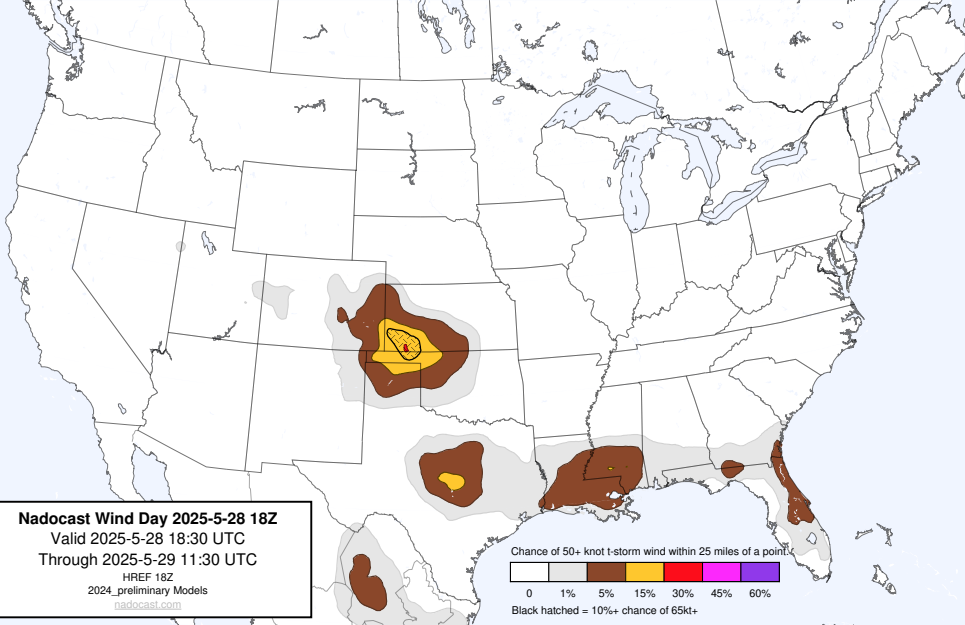 Nadocast Wind Day 2025-5-28 18Z
Valid 2025-5-28 18:30 UTC
Through 2025-5-29 11:30 UTC
HREF 18Z
2024_preliminary Models
nadocast.com
Chance of 50+ knot t-storm wind within 25 miles of a point.
0 1% 5% 15% 30% 45% 60%
Black hatched = 10%+ chance of 65kt+